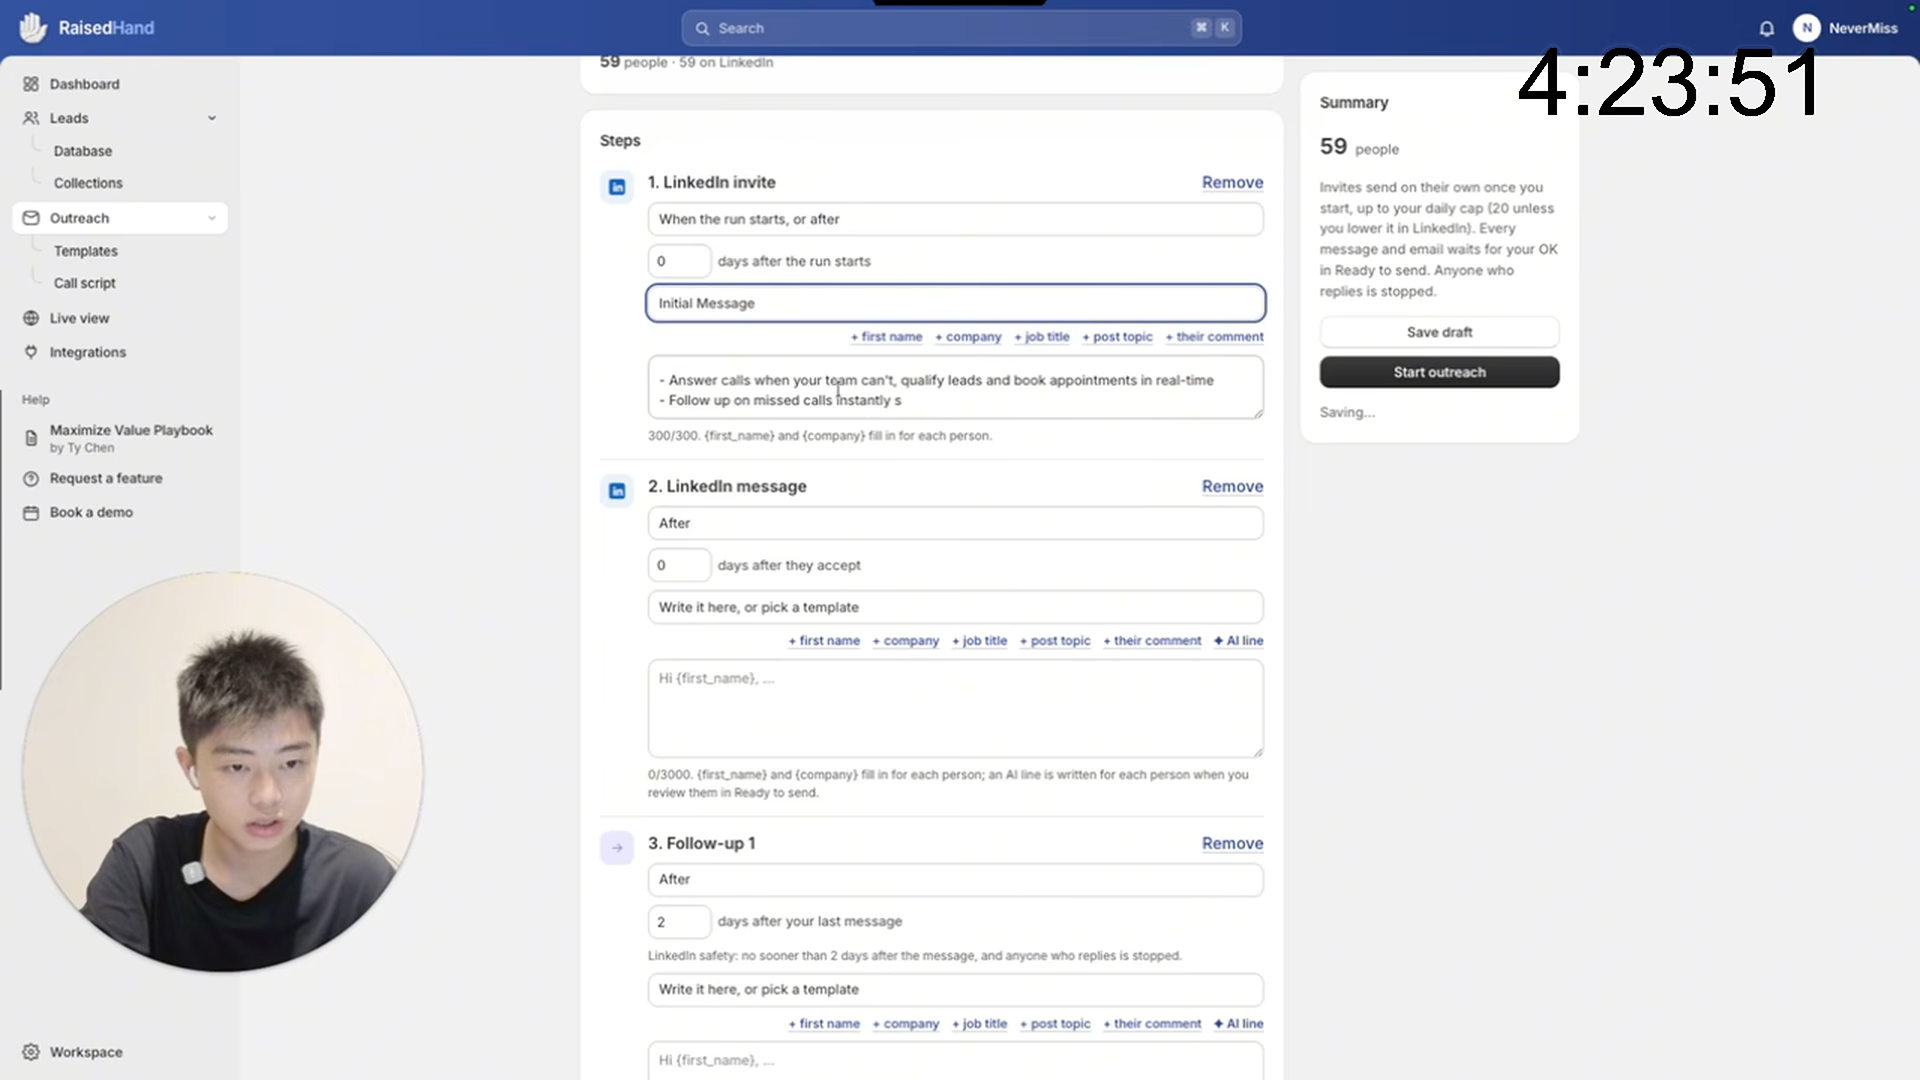 RaisedHand
Search
⌘ K
N
NeverMiss
4:23:51
Dashboard
Leads
Database
Collections
Outreach
Templates
Call script
Live view
Integrations
Help
Maximize Value Playbook
by Ty Chen
Request a feature
Book a demo
Workspace
59 people · 59 on LinkedIn
Steps
1. LinkedIn invite
Remove
When the run starts, or after
0 days after the run starts
Initial Message
+ first name + company + job title + post topic + their comment
- Answer calls when your team can't, qualify leads and book appointments in real-time
- Follow up on missed calls instantly s
300/300. {first_name} and {company} fill in for each person.
2. LinkedIn message
Remove
After
0 days after they accept
Write it here, or pick a template
+ first name + company + job title + post topic + their comment ✦ AI line
Hi {first_name}, ...
0/3000. {first_name} and {company} fill in for each person; an AI line is written for each person when you
review them in Ready to send.
3. Follow-up 1
Remove
After
2 days after your last message
LinkedIn safety: no sooner than 2 days after the message, and anyone who replies is stopped.
Write it here, or pick a template
+ first name + company + job title + post topic + their comment ✦ AI line
Hi {first_name}, ...
Summary
59 people
Invites send on their own once you
start, up to your daily cap (20 unless
you lower it in LinkedIn). Every
message and email waits for your OK
in Ready to send. Anyone who
replies is stopped.
Save draft
Start outreach
Saving...